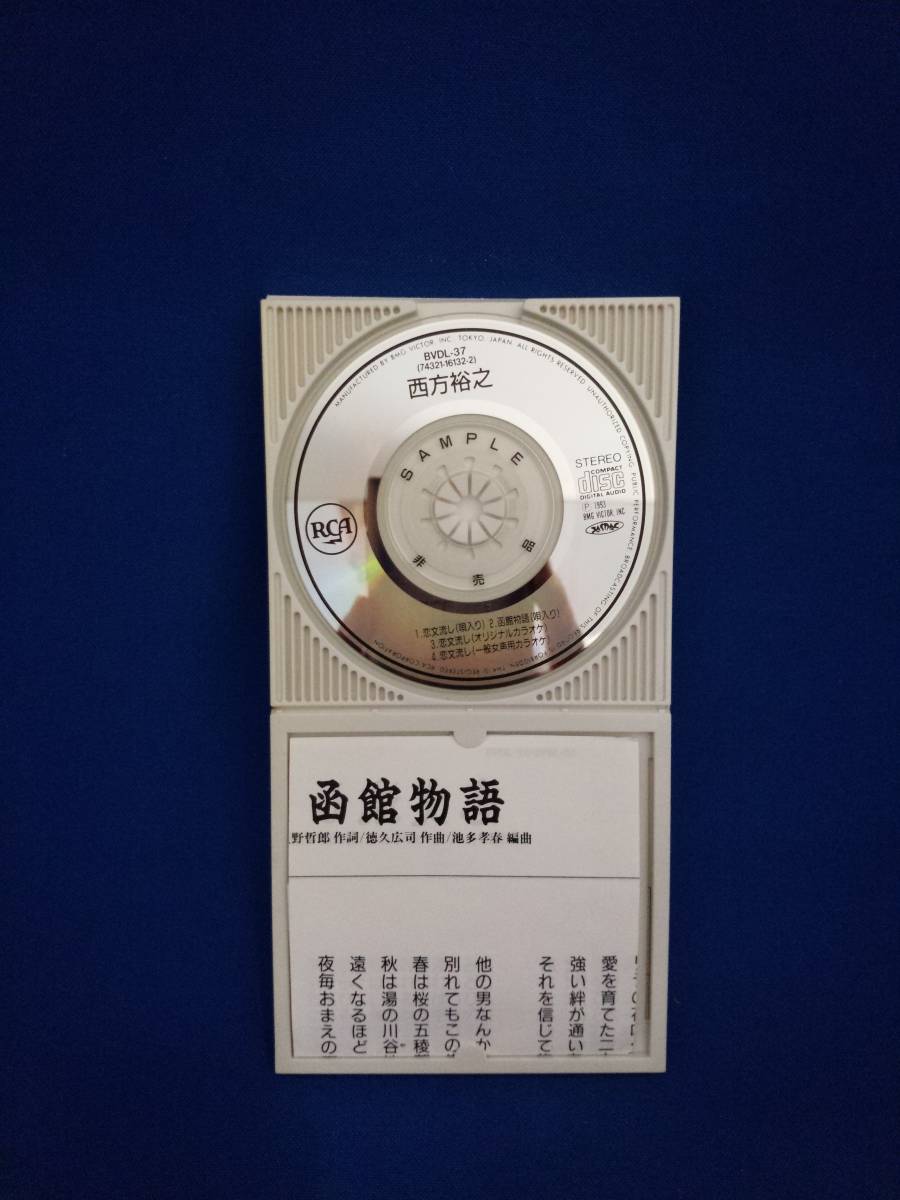 BVDL-37
(74321-16132-2)
西方裕之
SAMPLE
非売品
STEREO
COMPACT
disc
DIGITAL AUDIO
Ⓟ 1993
BMG VICTOR, INC
JASRAC
RCA
1. 恋文流し(唄入り) 2. 函館物語(唄入り)
3. 恋文流し(オリジナルカラオケ)
4. 恋文流し(一般女声用カラオケ)
MANUFACTURED BY BMG VICTOR, INC. TOKYO, JAPAN. ALL RIGHTS RESERVED. UNAUTHORIZED COPYING, PUBLIC PERFORMANCE, BROADCASTING OF THIS
函館物語
野哲郎 作詞/徳久広司 作曲/池多孝春 編曲
愛を育てた二
強い絆が通い
それを信じて
他の男なんか
別れてもこの
春は桜の五稜
秋は湯の川谷
遠くなるほど
夜毎おまえの